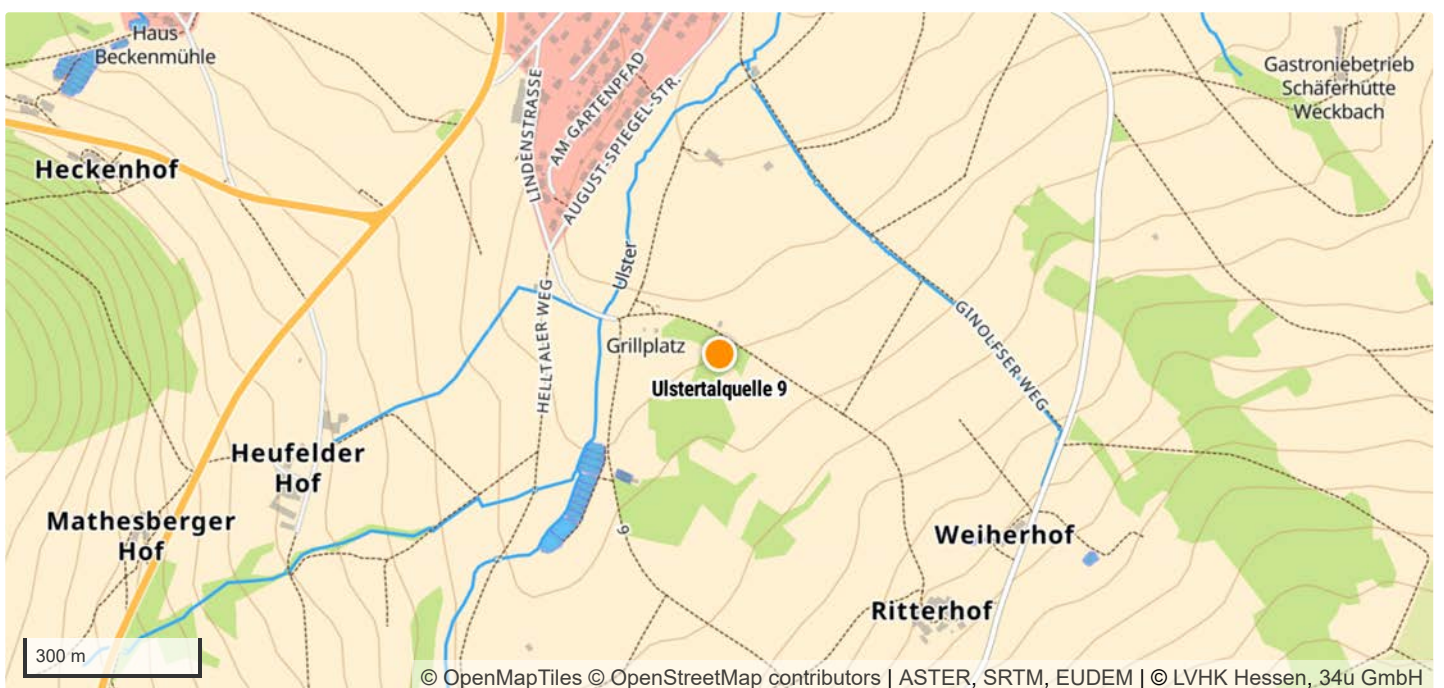 Haus
Beckenmühle
Gastroniebetrieb
Schäferhütte
Weckbach
LINDENSTRASSE
AM GARTENPFAD
AUGUST-SPIEGEL-STR.
Heckenhof
Ulster
HELLTALER WEG
GINOLFSER WEG
Grillplatz
Ulstertalquelle 9
Heufelder
Hof
Mathesberger
Hof
9
Weiherhof
Ritterhof
300 m
© OpenMapTiles © OpenStreetMap contributors | ASTER, SRTM, EUDEM | © LVHK Hessen, 34u GmbH